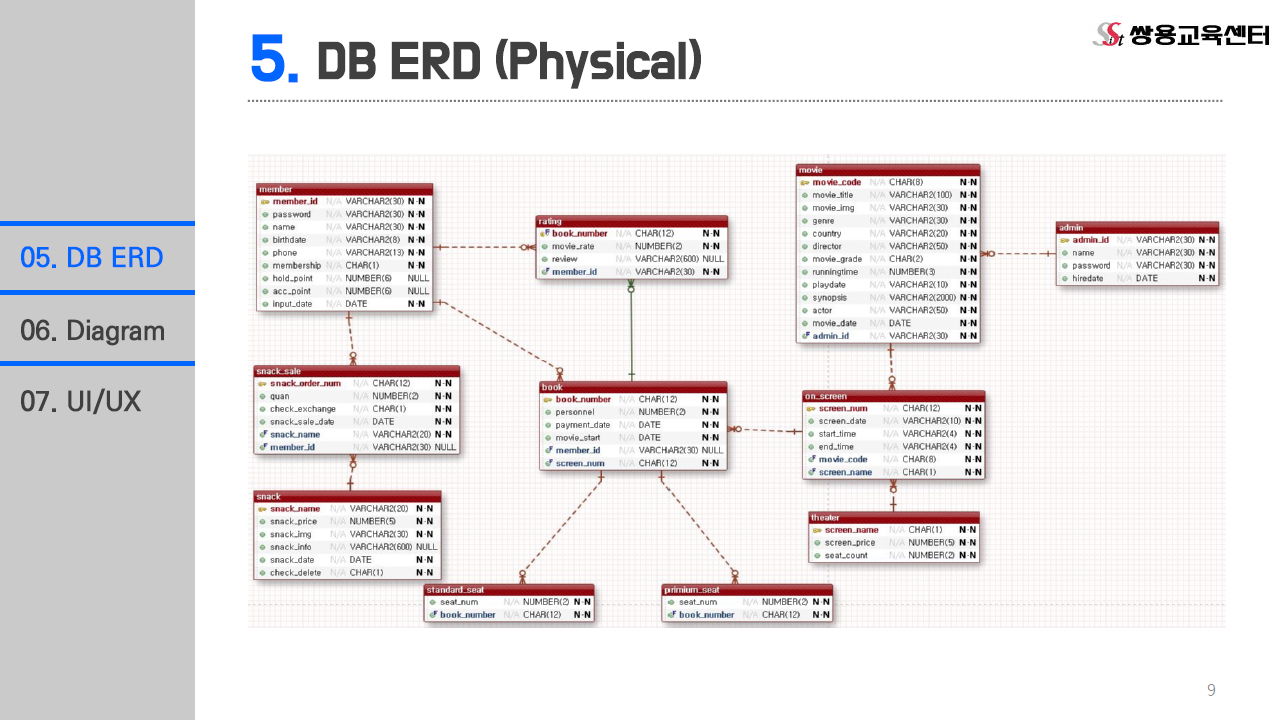 5. DB ERD (Physical)
쌍용교육센터
05. DB ERD
06. Diagram
07. UI/UX
member
member_id N/A VARCHAR2(30) N·N
password N/A VARCHAR2(30) N·N
name N/A VARCHAR2(30) N·N
birthdate N/A VARCHAR2(8) N·N
phone N/A VARCHAR2(13) N·N
membership N/A CHAR(1) N·N
hold_point N/A NUMBER(6) NULL
acc_point N/A NUMBER(6) NULL
input_date N/A DATE N·N
rating
book_number N/A CHAR(12) N·N
movie_rate N/A NUMBER(2) N·N
review N/A VARCHAR2(600) NULL
member_id N/A VARCHAR2(30) N·N
movie
movie_code N/A CHAR(8) N·N
movie_title N/A VARCHAR2(100) N·N
movie_img N/A VARCHAR2(30) N·N
genre N/A VARCHAR2(30) N·N
country N/A VARCHAR2(20) N·N
director N/A VARCHAR2(50) N·N
movie_grade N/A CHAR(2) N·N
runningtime N/A NUMBER(3) N·N
playdate N/A VARCHAR2(10) N·N
synopsis N/A VARCHAR2(2000) N·N
actor N/A VARCHAR2(50) N·N
movie_date N/A DATE N·N
admin_id N/A VARCHAR2(30) N·N
admin
admin_id N/A VARCHAR2(30) N·N
name N/A VARCHAR2(30) N·N
password N/A VARCHAR2(30) N·N
hiredate N/A DATE N·N
snack_sale
snack_order_num N/A CHAR(12) N·N
quan N/A NUMBER(2) N·N
check_exchange N/A CHAR(1) N·N
snack_sale_date N/A DATE N·N
snack_name N/A VARCHAR2(20) N·N
member_id N/A VARCHAR2(30) NULL
book
book_number N/A CHAR(12) N·N
personnel N/A NUMBER(2) N·N
payment_date N/A DATE N·N
movie_start N/A DATE N·N
member_id N/A VARCHAR2(30) NULL
screen_num N/A CHAR(12) N·N
on_screen
screen_num N/A CHAR(12) N·N
screen_date N/A VARCHAR2(10) N·N
start_time N/A VARCHAR2(4) N·N
end_time N/A VARCHAR2(4) N·N
movie_code N/A CHAR(8) N·N
screen_name N/A CHAR(1) N·N
snack
snack_name N/A VARCHAR2(20) N·N
snack_price N/A NUMBER(5) N·N
snack_img N/A VARCHAR2(30) N·N
snack_info N/A VARCHAR2(600) NULL
snack_date N/A DATE N·N
check_delete N/A CHAR(1) N·N
theater
screen_name N/A CHAR(1) N·N
screen_price N/A NUMBER(5) N·N
seat_count N/A NUMBER(2) N·N
standard_seat
seat_num N/A NUMBER(2) N·N
book_number N/A CHAR(12) N·N
primium_seat
seat_num N/A NUMBER(2) N·N
book_number N/A CHAR(12) N·N
9